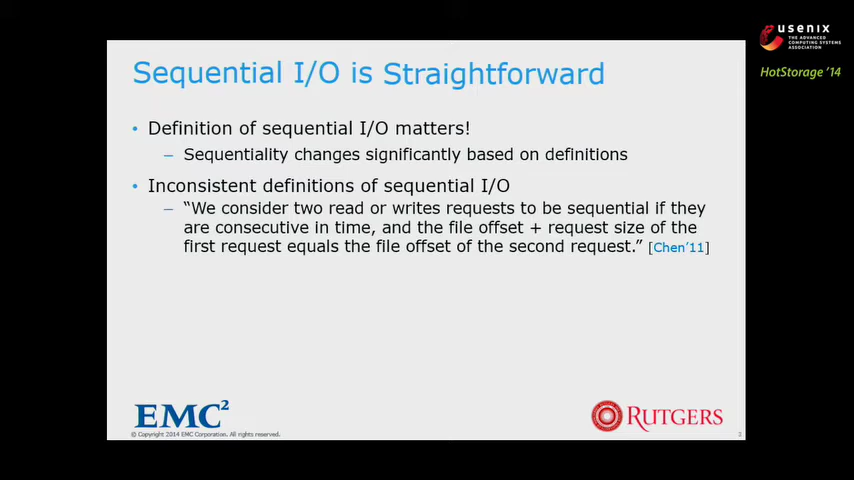 usenix
THE ADVANCED
COMPUTING SYSTEMS
ASSOCIATION
HotStorage '14
Sequential I/O is Straightforward
• Definition of sequential I/O matters!
– Sequentiality changes significantly based on definitions
• Inconsistent definitions of sequential I/O
– “We consider two read or writes requests to be sequential if they
are consecutive in time, and the file offset + request size of the
first request equals the file offset of the second request.” [Chen’11]
EMC²
RUTGERS
© Copyright 2014 EMC Corporation. All rights reserved.
2